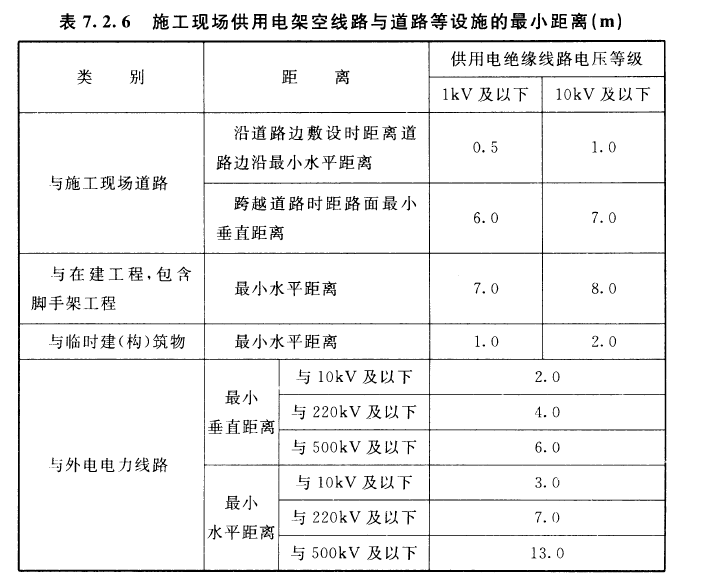 表 7.2.6 施工现场供用电架空线路与道路等设施的最小距离(m)
类 别
距 离
供用电绝缘线路电压等级
1kV 及以下
10kV 及以下
与施工现场道路
沿道路边敷设时距离道
路边沿最小水平距离
0.5
1.0
跨越道路时距路面最小
垂直距离
6.0
7.0
与在建工程,包含
脚手架工程
最小水平距离
7.0
8.0
与临时建(构)筑物
最小水平距离
1.0
2.0
与外电电力线路
最小
垂直距离
与 10kV 及以下
2.0
与 220kV 及以下
4.0
与 500kV 及以下
6.0
最小
水平距离
与 10kV 及以下
3.0
与 220kV 及以下
7.0
与 500kV 及以下
13.0